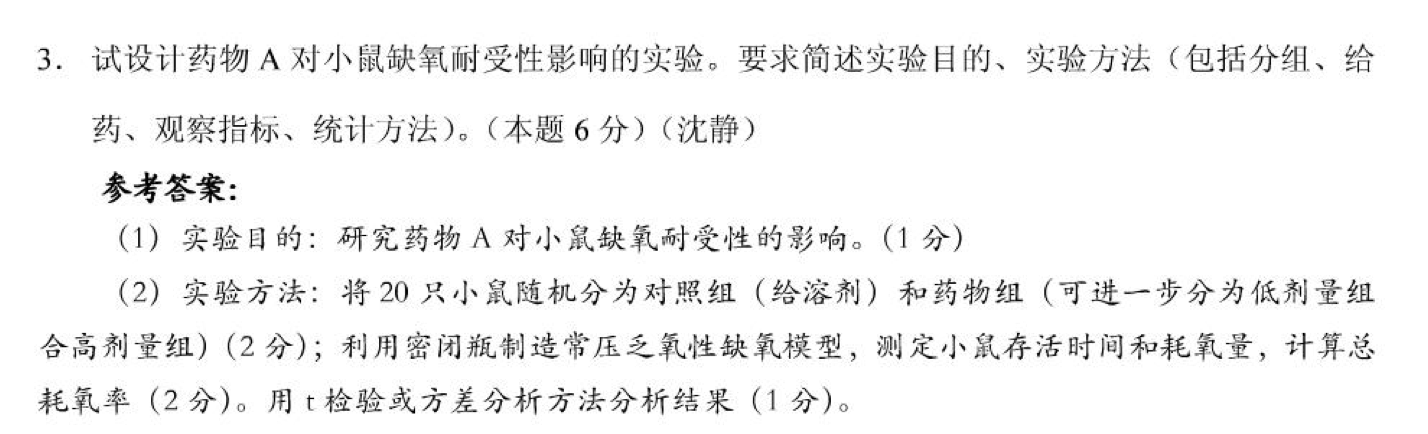 3. 试设计药物 A 对小鼠缺氧耐受性影响的实验。要求简述实验目的、实验方法（包括分组、给
药、观察指标、统计方法）。（本题 6 分）（沈静）
参考答案:
（1）实验目的：研究药物 A 对小鼠缺氧耐受性的影响。（1 分）
（2）实验方法：将 20 只小鼠随机分为对照组（给溶剂）和药物组（可进一步分为低剂量组
合高剂量组）（2 分）；利用密闭瓶制造常压乏氧性缺氧模型，测定小鼠存活时间和耗氧量，计算总
耗氧率（2 分）。用 t 检验或方差分析方法分析结果（1 分）。